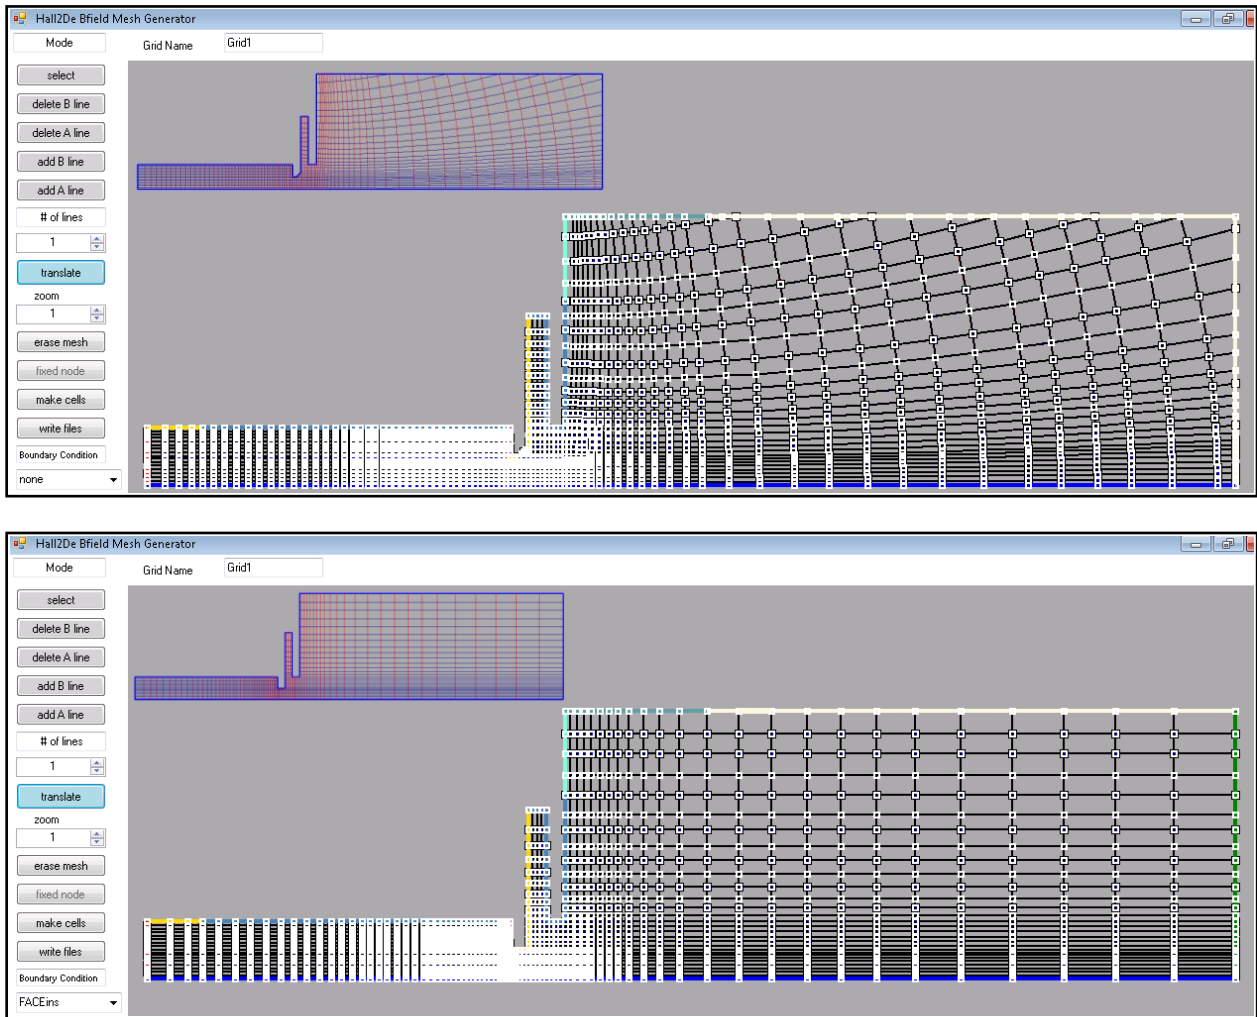 Hall2De Bfield Mesh Generator
Mode
Grid Name
Grid1
select
delete B line
delete A line
add B line
add A line
# of lines
1
translate
zoom
1
erase mesh
fixed node
make cells
write files
Boundary Condition
none
Hall2De Bfield Mesh Generator
Mode
Grid Name
Grid1
select
delete B line
delete A line
add B line
add A line
# of lines
1
translate
zoom
1
erase mesh
fixed node
make cells
write files
Boundary Condition
FACEins